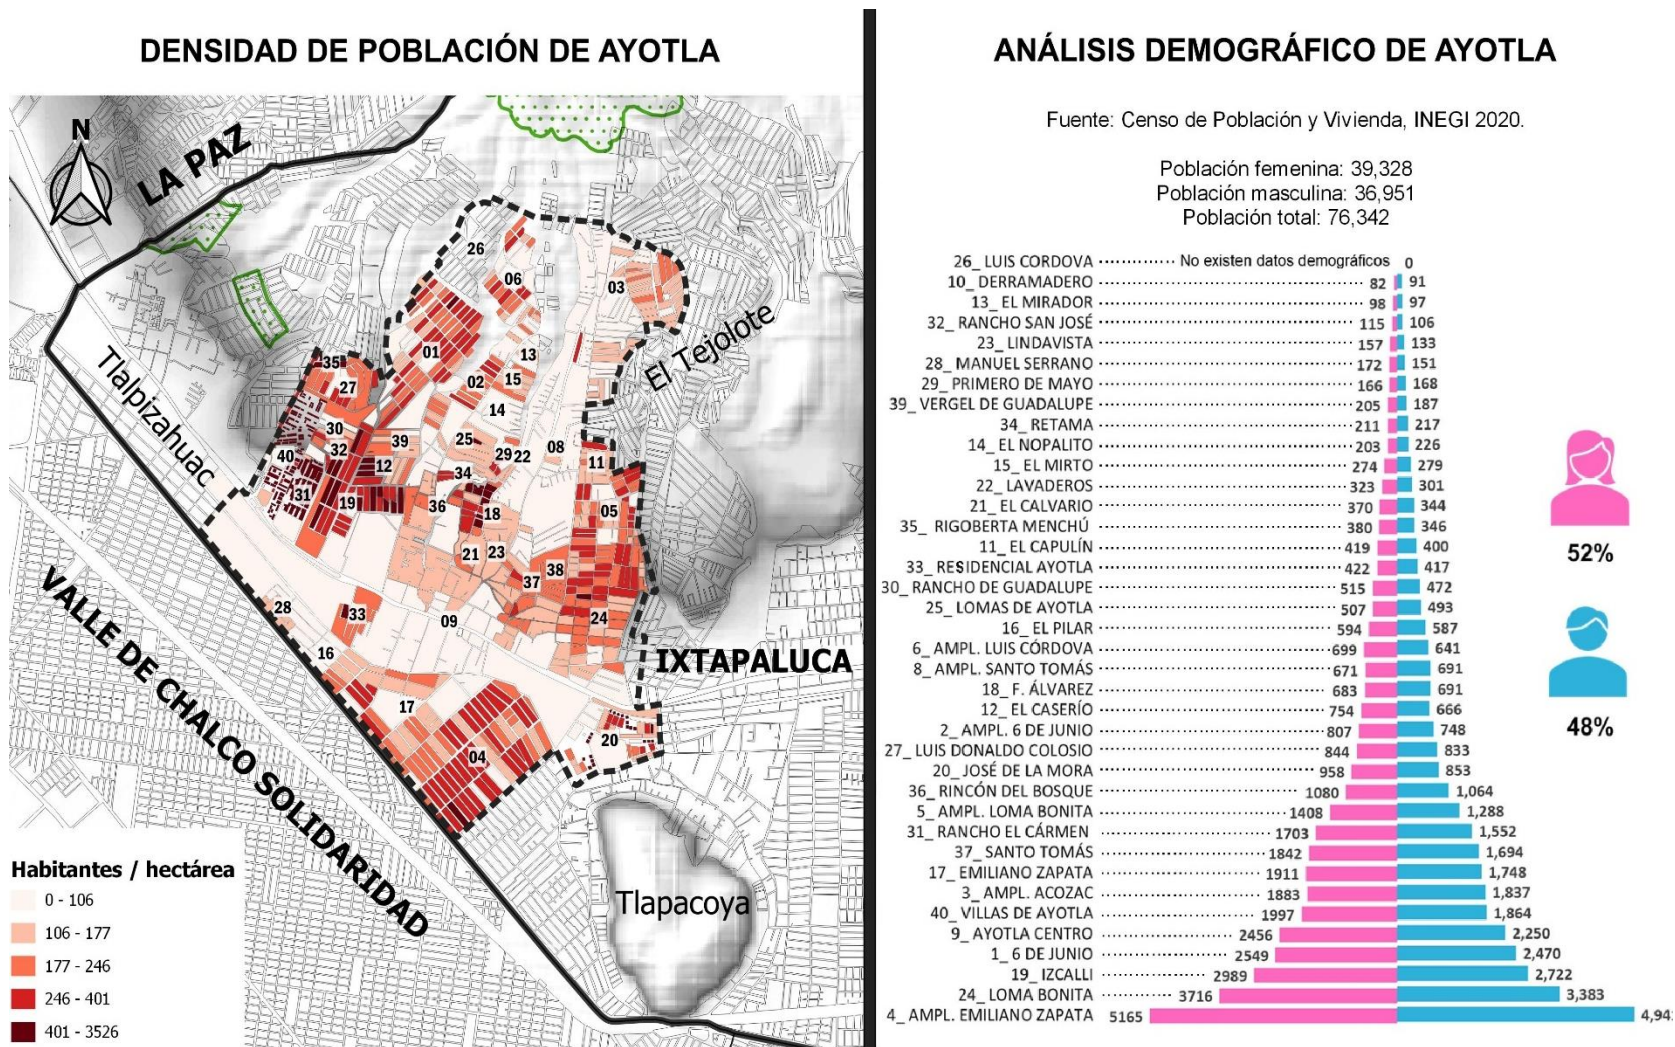 DENSIDAD DE POBLACIÓN DE AYOTLA
N
LA PAZ
26
06
03
El Tejolote
01
13
02
15
14
35
27
Tlalpizahuac
30
32
39
25
29
22
08
40
12
34
11
31
19
36
18
05
21
23
37
38
28
33
09
24
16
IXTAPALUCA
VALLE DE CHALCO SOLIDARIDAD
17
20
04
Tlapacoya
Habitantes / hectárea
0 - 106
106 - 177
177 - 246
246 - 401
401 - 3526
ANÁLISIS DEMOGRÁFICO DE AYOTLA
Fuente: Censo de Población y Vivienda, INEGI 2020.
Población femenina: 39,328
Población masculina: 36,951
Población total: 76,342
26_ LUIS CORDOVA No existen datos demográficos 0
10_ DERRAMADERO 82 91
13_ EL MIRADOR 98 97
32_ RANCHO SAN JOSÉ 115 106
23_ LINDAVISTA 157 133
28_ MANUEL SERRANO 172 151
29_ PRIMERO DE MAYO 166 168
39_ VERGEL DE GUADALUPE 205 187
34_ RETAMA 211 217
14_ EL NOPALITO 203 226
15_ EL MIRTO 274 279
22_ LAVADEROS 323 301
21_ EL CALVARIO 370 344
35_ RIGOBERTA MENCHÚ 380 346
11_ EL CAPULÍN 419 400
33_ RESIDENCIAL AYOTLA 422 417
30_ RANCHO DE GUADALUPE 515 472
25_ LOMAS DE AYOTLA 507 493
16_ EL PILAR 594 587
6_ AMPL. LUIS CÓRDOVA 699 641
8_ AMPL. SANTO TOMÁS 671 691
18_ F. ÁLVAREZ 683 691
12_ EL CASERÍO 754 666
2_ AMPL. 6 DE JUNIO 807 748
27_ LUIS DONALDO COLOSIO 844 833
20_ JOSÉ DE LA MORA 958 853
36_ RINCÓN DEL BOSQUE 1080 1,064
5_ AMPL. LOMA BONITA 1408 1,288
31_ RANCHO EL CÁRMEN 1703 1,552
37_ SANTO TOMÁS 1842 1,694
17_ EMILIANO ZAPATA 1911 1,748
3_ AMPL. ACOZAC 1883 1,837
40_ VILLAS DE AYOTLA 1997 1,864
9_ AYOTLA CENTRO 2456 2,250
1_ 6 DE JUNIO 2549 2,470
19_ IZCALLI 2989 2,722
24_ LOMA BONITA 3716 3,383
4_ AMPL. EMILIANO ZAPATA 5165
52%
48%